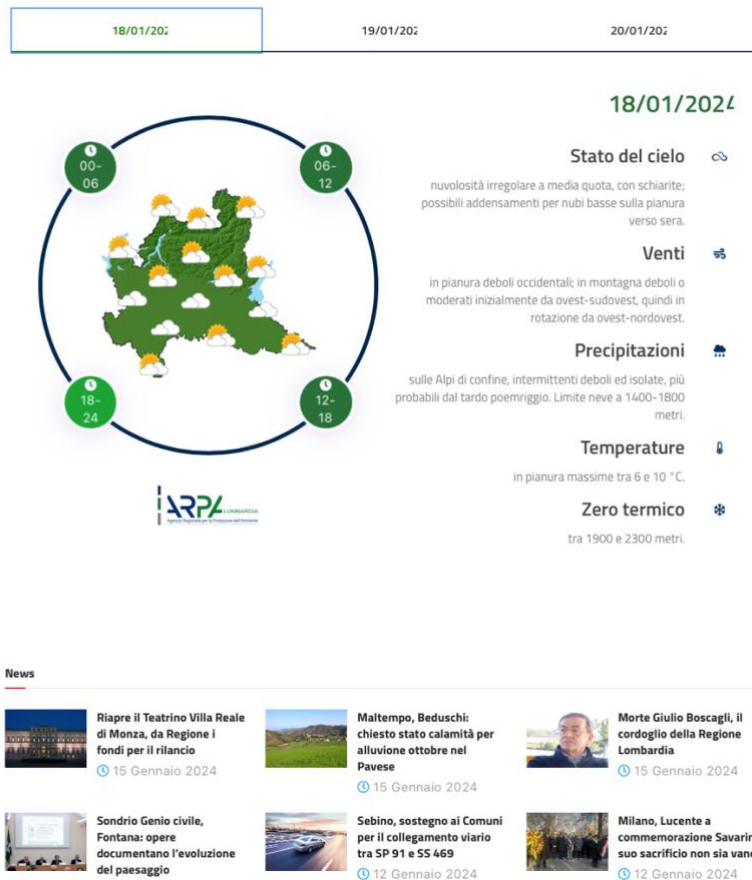 18/01/202
19/01/202
20/01/202
18/01/2024
00-
06
06-
12
18-
24
12-
18
ARPA LOMBARDIA
Agenzia Regionale per la Protezione dell'Ambiente
Stato del cielo
nuvolosità irregolare a media quota, con schiarite;
possibili addensamenti per nubi basse sulla pianura
verso sera.
Venti
in pianura deboli occidentali; in montagna deboli o
moderati inizialmente da ovest-sudovest, quindi in
rotazione da ovest-nordovest.
Precipitazioni
sulle Alpi di confine, intermittenti deboli ed isolate, più
probabili dal tardo poemriggio. Limite neve a 1400-1800
metri.
Temperature
in pianura massime tra 6 e 10 °C.
Zero termico
tra 1900 e 2300 metri.
News
Riapre il Teatrino Villa Reale
di Monza, da Regione i
fondi per il rilancio
15 Gennaio 2024
Maltempo, Beduschi:
chiesto stato calamità per
alluvione ottobre nel
Pavese
15 Gennaio 2024
Morte Giulio Boscagli, il
cordoglio della Regione
Lombardia
15 Gennaio 2024
Sondrio Genio civile,
Fontana: opere
documentano l'evoluzione
del paesaggio
Sebino, sostegno ai Comuni
per il collegamento viario
tra SP 91 e SS 469
12 Gennaio 2024
Milano, Lucente a
commemorazione Savarin
suo sacrificio non sia van
12 Gennaio 2024